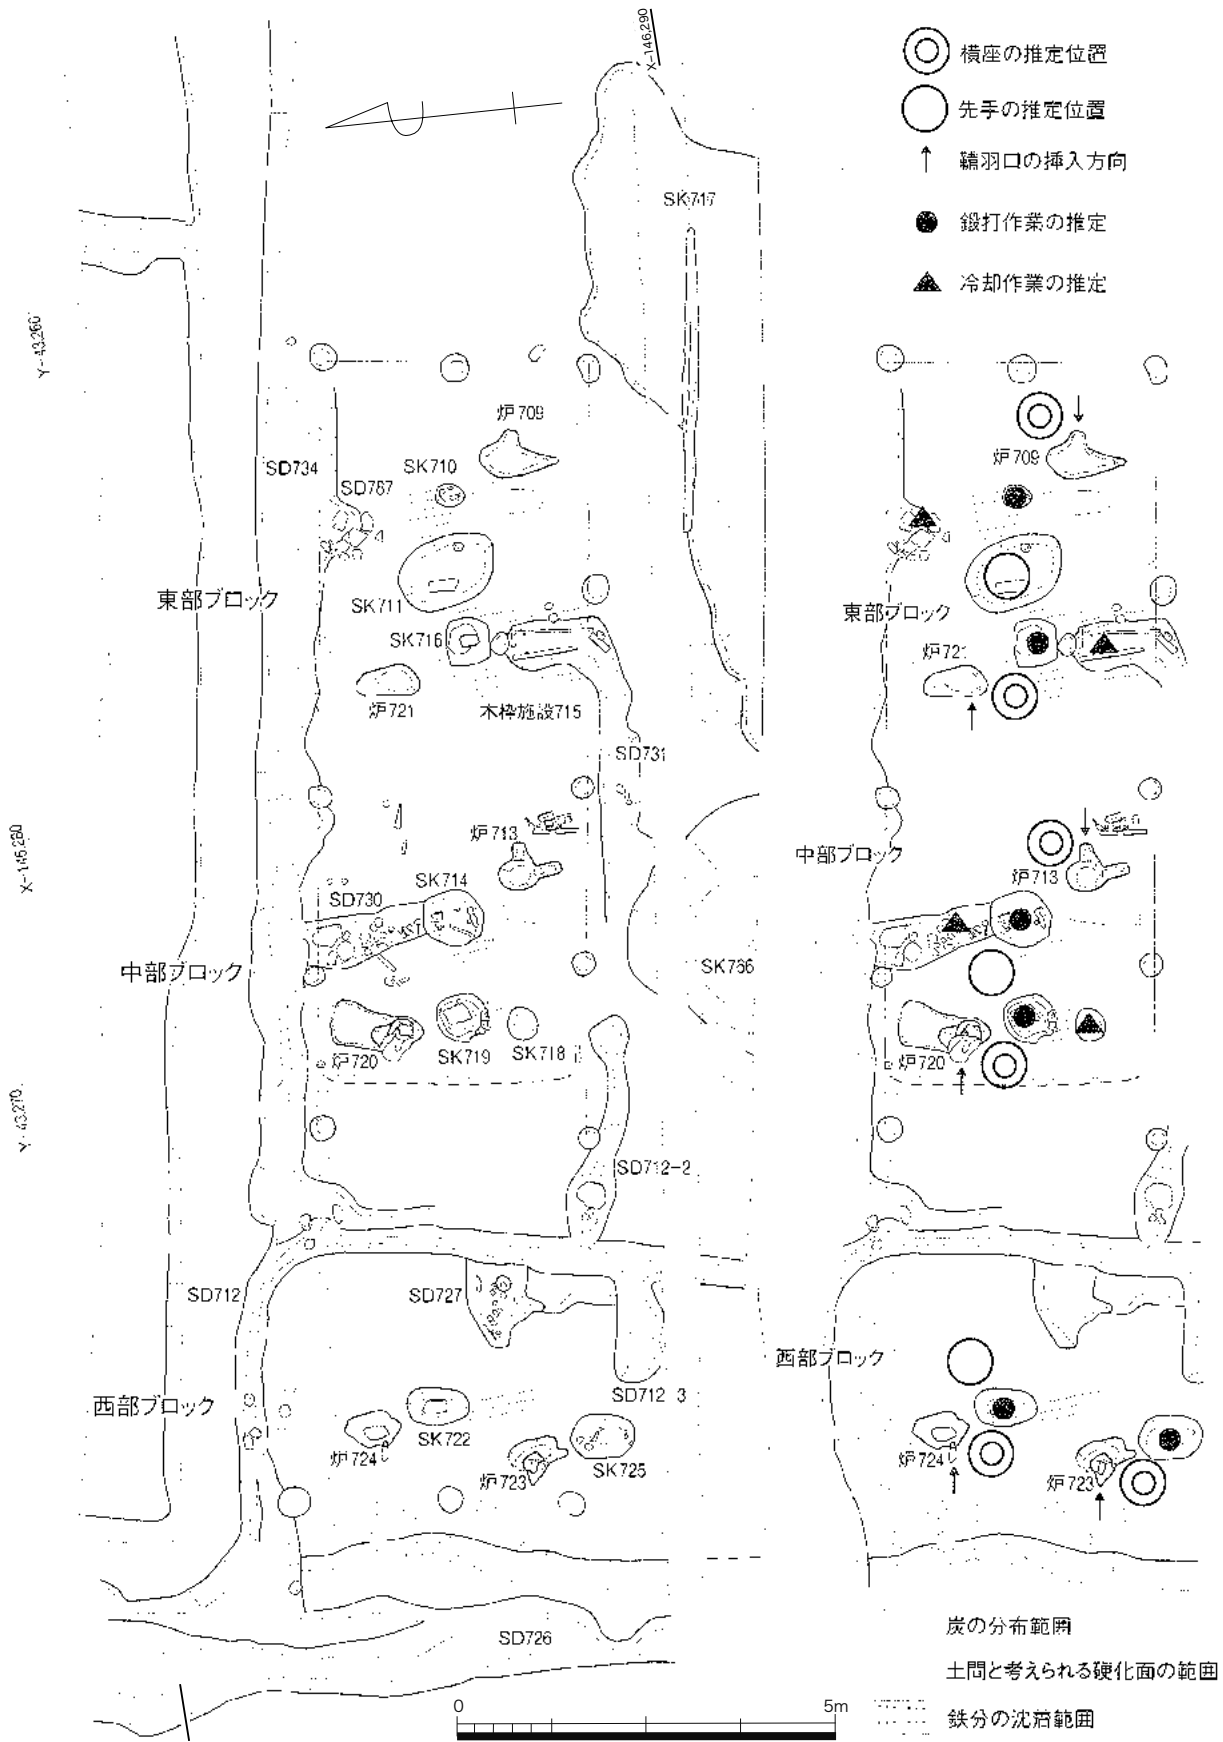 X-146,290
横座の推定位置
先手の推定位置
鞴羽口の挿入方向
鍛打作業の推定
冷却作業の推定
SK717
Y-43,260
炉709
SD734
SK710
SD767
東部ブロック
SK711
SK716
炉721
木枠施設715
SD731
X-146,280
炉713
SK714
SD730
中部ブロック
SK766
炉720
SK719
SK718
Y-43,270
SD712-2
SD712
SD727
西部ブロック
SD712-3
SK722
炉724
炉723
SK725
SD726
炉709
東部ブロック
炉721
中部ブロック
炉713
炉720
西部ブロック
炉724
炉723
炭の分布範囲
土間と考えられる硬化面の範囲
鉄分の沈着範囲
0
5m